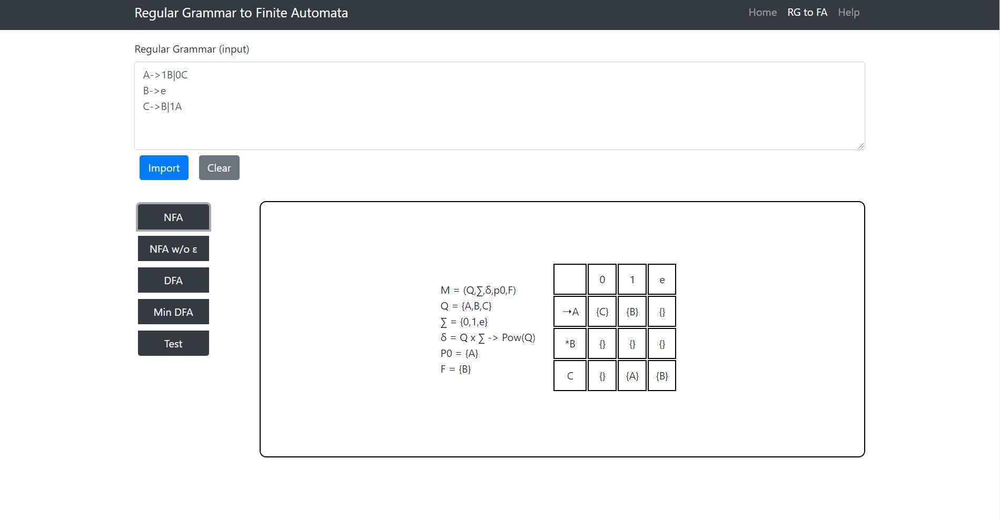 Regular Grammar to Finite Automata
Home RG to FA Help
Regular Grammar (input)
A->1B|0C
B->e
C->B|1A
Import Clear
NFA
NFA w/o ε
DFA
Min DFA
Test
M = (Q,∑,δ,p0,F)
Q = {A,B,C}
∑ = {0,1,e}
δ = Q x ∑ -> Pow(Q)
P0 = {A}
F = {B}
0 1 e
→A {C} {B} {}
*B {} {} {}
C {} {A} {B}